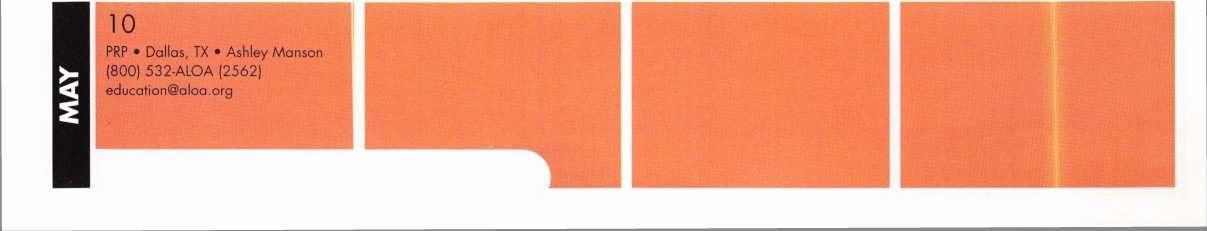 MAY
10
PRP • Dallas, TX • Ashley Manson
(800) 532-ALOA (2562)
education@aloa.org